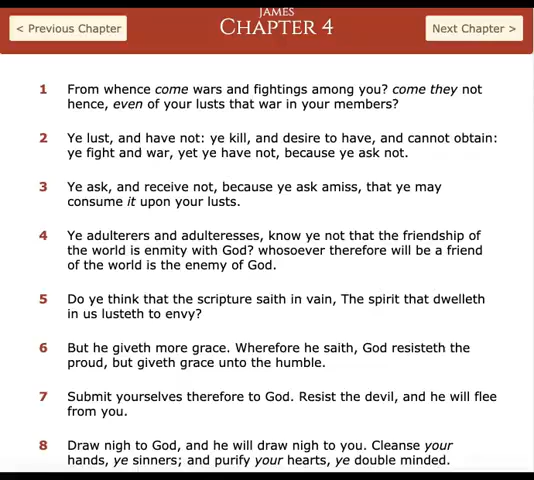 JAMES
< Previous Chapter
CHAPTER 4
Next Chapter >
1 From whence come wars and fightings among you? come they not
hence, even of your lusts that war in your members?
2 Ye lust, and have not: ye kill, and desire to have, and cannot obtain:
ye fight and war, yet ye have not, because ye ask not.
3 Ye ask, and receive not, because ye ask amiss, that ye may
consume it upon your lusts.
4 Ye adulterers and adulteresses, know ye not that the friendship of
the world is enmity with God? whosoever therefore will be a friend
of the world is the enemy of God.
5 Do ye think that the scripture saith in vain, The spirit that dwelleth
in us lusteth to envy?
6 But he giveth more grace. Wherefore he saith, God resisteth the
proud, but giveth grace unto the humble.
7 Submit yourselves therefore to God. Resist the devil, and he will flee
from you.
8 Draw nigh to God, and he will draw nigh to you. Cleanse your
hands, ye sinners; and purify your hearts, ye double minded.